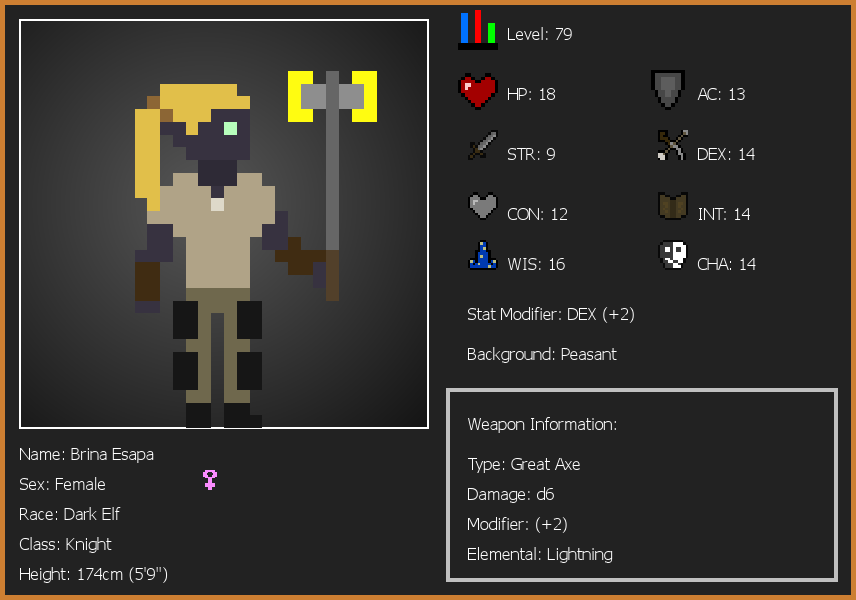 Level: 79
HP: 18
AC: 13
STR: 9
DEX: 14
CON: 12
INT: 14
WIS: 16
CHA: 14
Stat Modifier: DEX (+2)
Background: Peasant
Weapon Information:
Type: Great Axe
Damage: d6
Modifier: (+2)
Elemental: Lightning
Name: Brina Esapa
Sex: Female
Race: Dark Elf
Class: Knight
Height: 174cm (5'9")